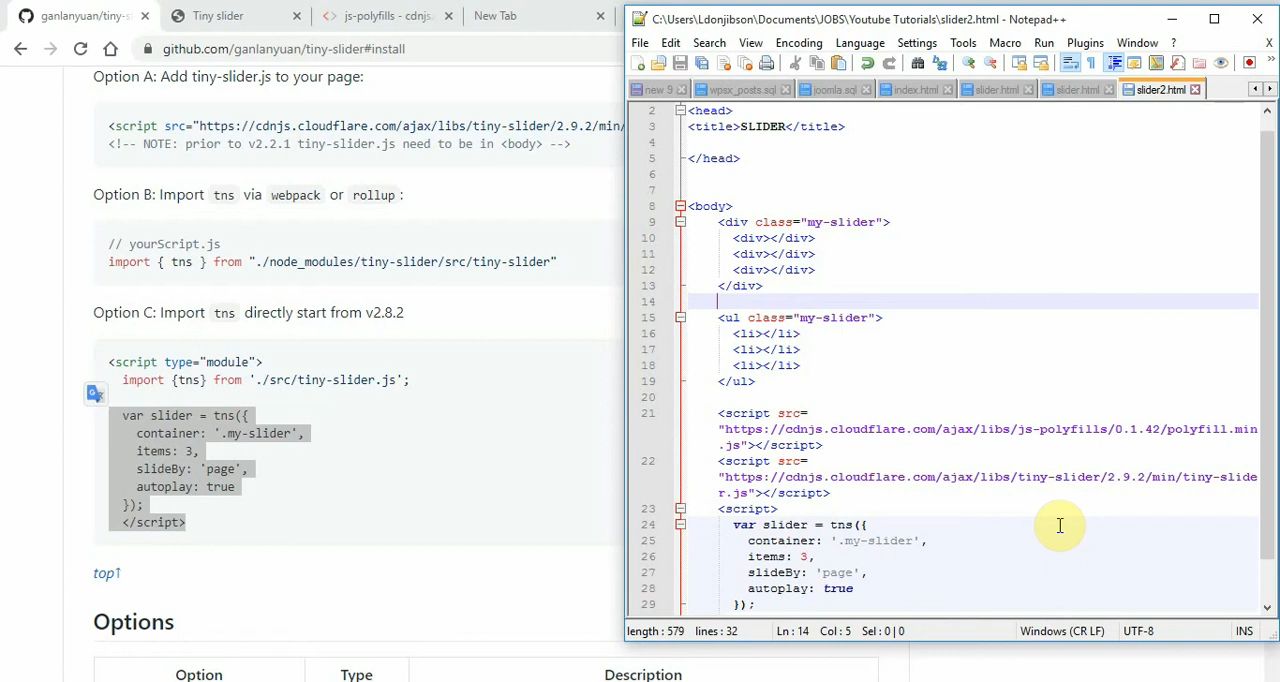 ganlanyuan/tiny-s
Tiny slider
js-polyfills - cdnjs
New Tab
github.com/ganlanyuan/tiny-slider#install
Option A: Add tiny-slider.js to your page:
<script src="https://cdnjs.cloudflare.com/ajax/libs/tiny-slider/2.9.2/min/
<!-- NOTE: prior to v2.2.1 tiny-slider.js need to be in <body> -->
Option B: Import tns via webpack or rollup :
// yourScript.js
import { tns } from "./node_modules/tiny-slider/src/tiny-slider"
Option C: Import tns directly start from v2.8.2
<script type="module">
import {tns} from './src/tiny-slider.js';
var slider = tns({
container: '.my-slider',
items: 3,
slideBy: 'page',
autoplay: true
});
</script>
top↑
Options
Option Type Description
C:\Users\Ldonjibson\Documents\JOBS\Youtube Tutorials\slider2.html - Notepad++
File Edit Search View Encoding Language Settings Tools Macro Run Plugins Window ? X
new 9 wpsx_posts.sql joomla.sql index.html slider.html slider.html slider2.html
2 <head>
3 <title>SLIDER</title>
4
5 </head>
6
7
8 <body>
9 <div class="my-slider">
10 <div></div>
11 <div></div>
12 <div></div>
13 </div>
14
15 <ul class="my-slider">
16 <li></li>
17 <li></li>
18 <li></li>
19 </ul>
20
21 <script src=
"https://cdnjs.cloudflare.com/ajax/libs/js-polyfills/0.1.42/polyfill.min
.js"></script>
22 <script src=
"https://cdnjs.cloudflare.com/ajax/libs/tiny-slider/2.9.2/min/tiny-slide
r.js"></script>
23 <script>
24 var slider = tns({
25 container: '.my-slider',
26 items: 3,
27 slideBy: 'page',
28 autoplay: true
29 });
length : 579 lines : 32 Ln : 14 Col : 5 Sel : 0 | 0 Windows (CR LF) UTF-8 INS